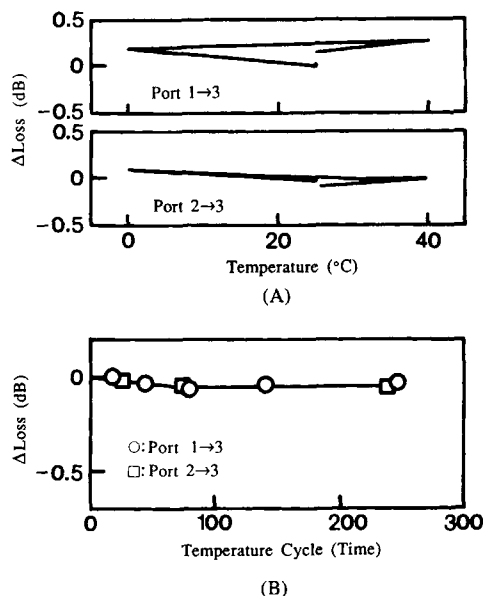 0.5
0
Port 1→3
-0.5
0.5
0
Port 2→3
-0.5
ΔLoss (dB)
0 20 40
Temperature (°C)
(A)
0
ΔLoss (dB)
○:Port 1→3
□:Port 2→3
-0.5
0 100 200 300
Temperature Cycle (Time)
(B)